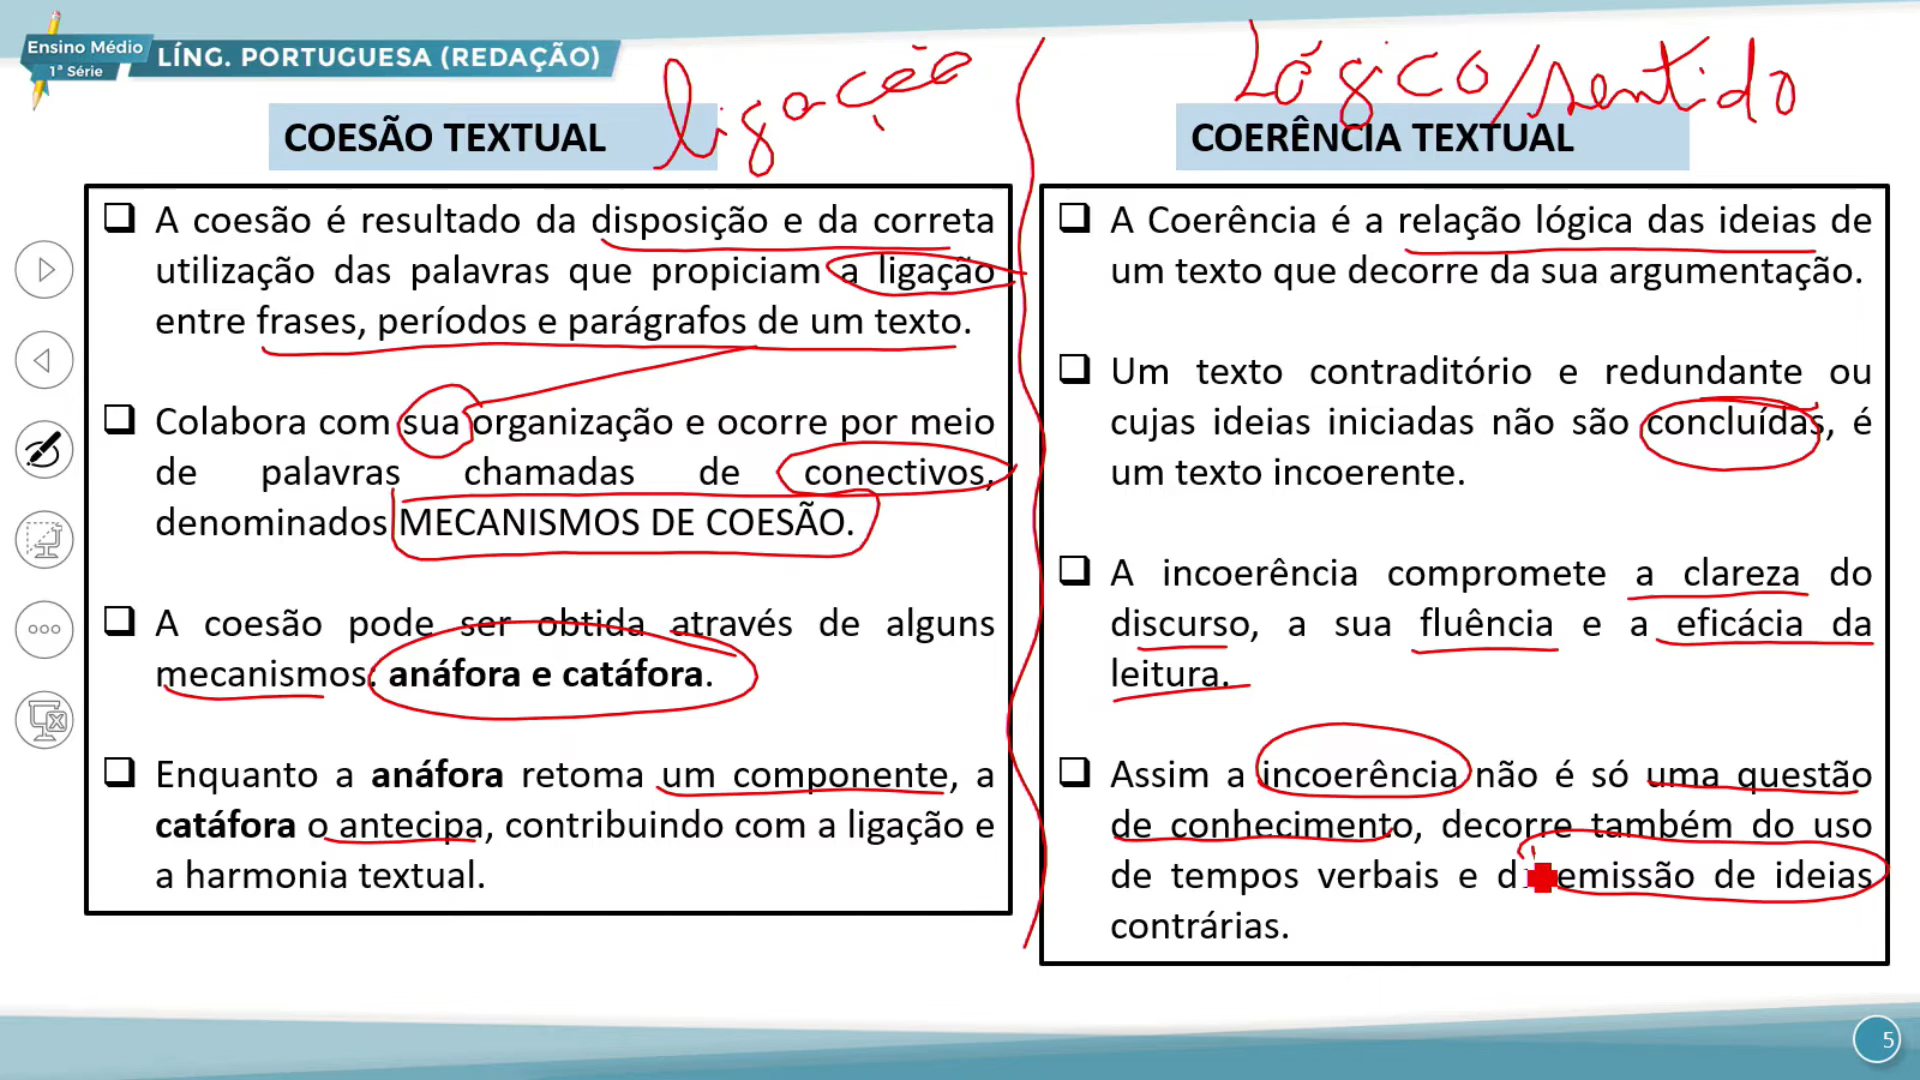 Ensino Médio
1ª Série
LÍNG. PORTUGUESA (REDAÇÃO)
ligação
COESÃO TEXTUAL
A coesão é resultado da disposição e da correta
utilização das palavras que propiciam a ligação
entre frases, períodos e parágrafos de um texto.
Colabora com sua organização e ocorre por meio
de palavras chamadas de conectivos,
denominados MECANISMOS DE COESÃO.
A coesão pode ser obtida através de alguns
mecanismos: anáfora e catáfora.
Enquanto a anáfora retoma um componente, a
catáfora o antecipa, contribuindo com a ligação e
a harmonia textual.
Lógico/sentido
COERÊNCIA TEXTUAL
A Coerência é a relação lógica das ideias de
um texto que decorre da sua argumentação.
Um texto contraditório e redundante ou
cujas ideias iniciadas não são concluídas, é
um texto incoerente.
A incoerência compromete a clareza do
discurso, a sua fluência e a eficácia da
leitura.
Assim a incoerência não é só uma questão
de conhecimento, decorre também do uso
de tempos verbais e emissão de ideias
contrárias.
5